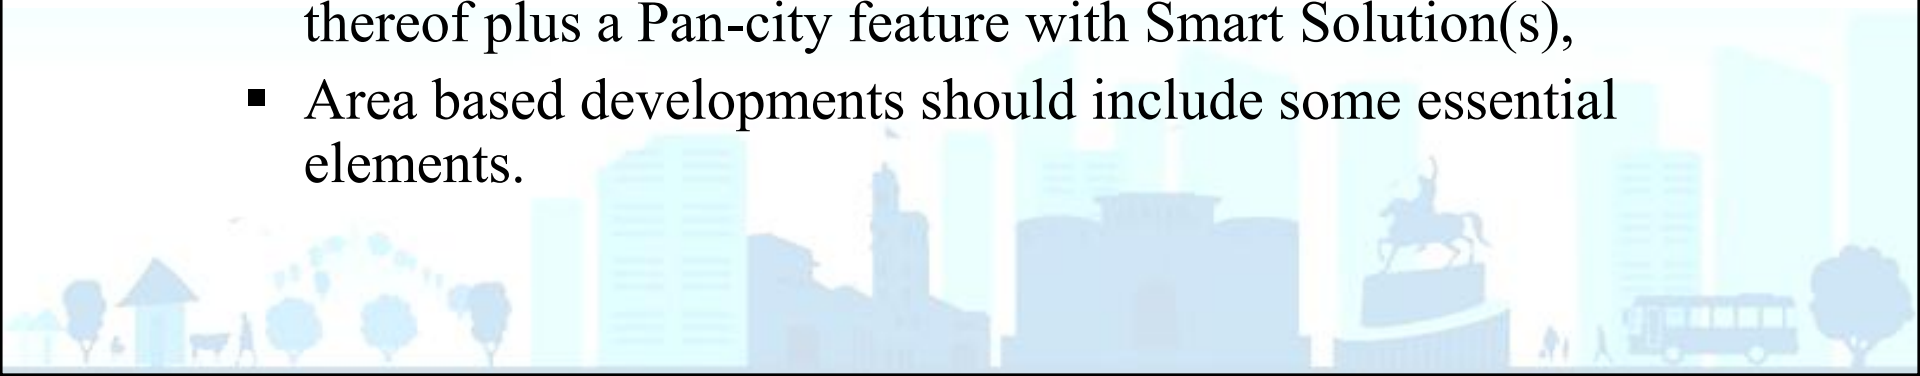 thereof plus a Pan-city feature with Smart Solution(s),
▪ Area based developments should include some essential
elements.